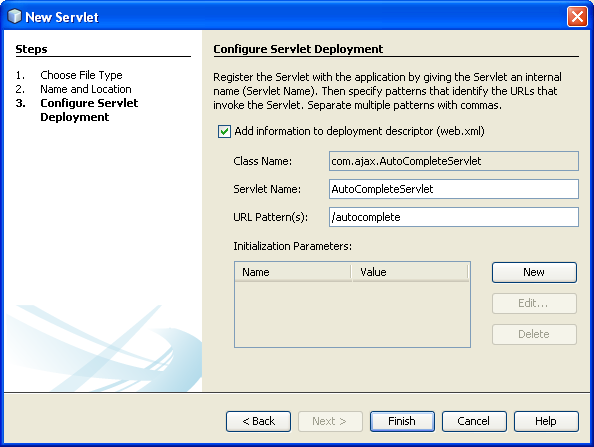 New Servlet
Steps
1. Choose File Type
2. Name and Location
3. Configure Servlet
Deployment
Configure Servlet Deployment
Register the Servlet with the application by giving the Servlet an internal
name (Servlet Name). Then specify patterns that identify the URLs that
invoke the Servlet. Separate multiple patterns with commas.
Add information to deployment descriptor (web.xml)
Class Name: com.ajax.AutoCompleteServlet
Servlet Name: AutoCompleteServlet
URL Pattern(s): /autocomplete
Initialization Parameters:
Name Value
New
Edit...
Delete
< Back Next > Finish Cancel Help